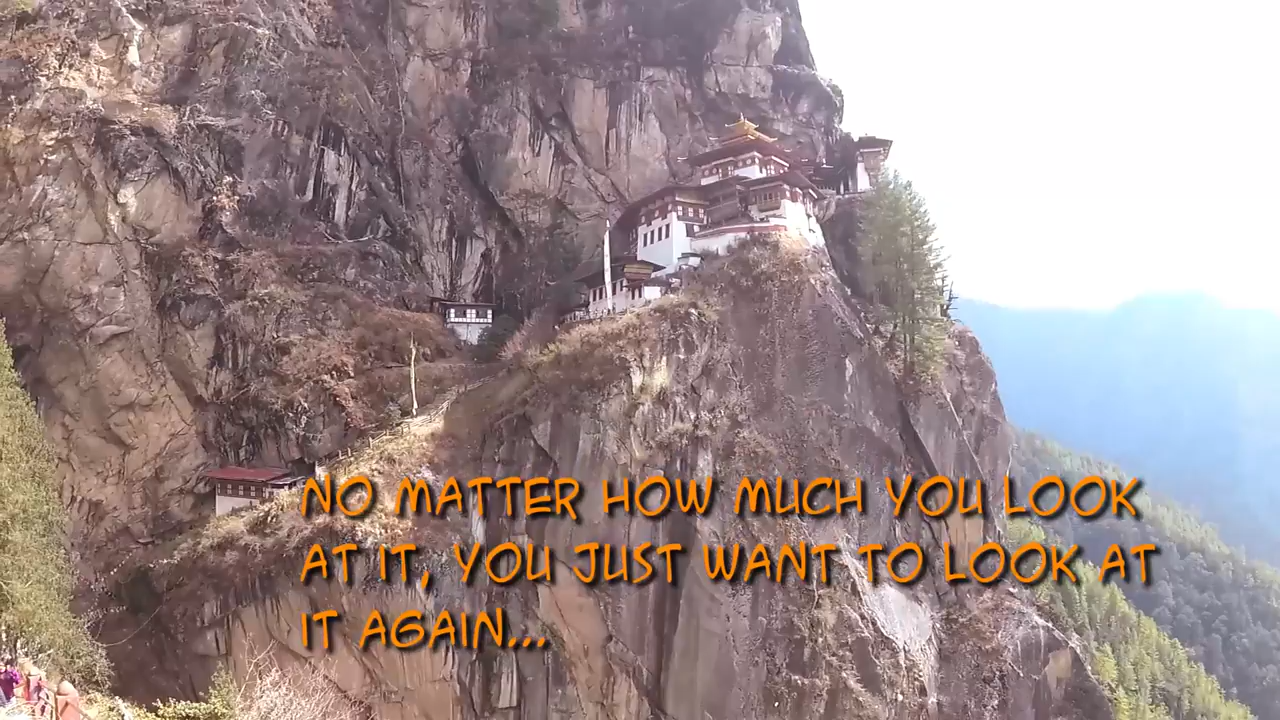 NO MATTER HOW MUCH YOU LOOK
AT IT, YOU JUST WANT TO LOOK AT
IT AGAIN...